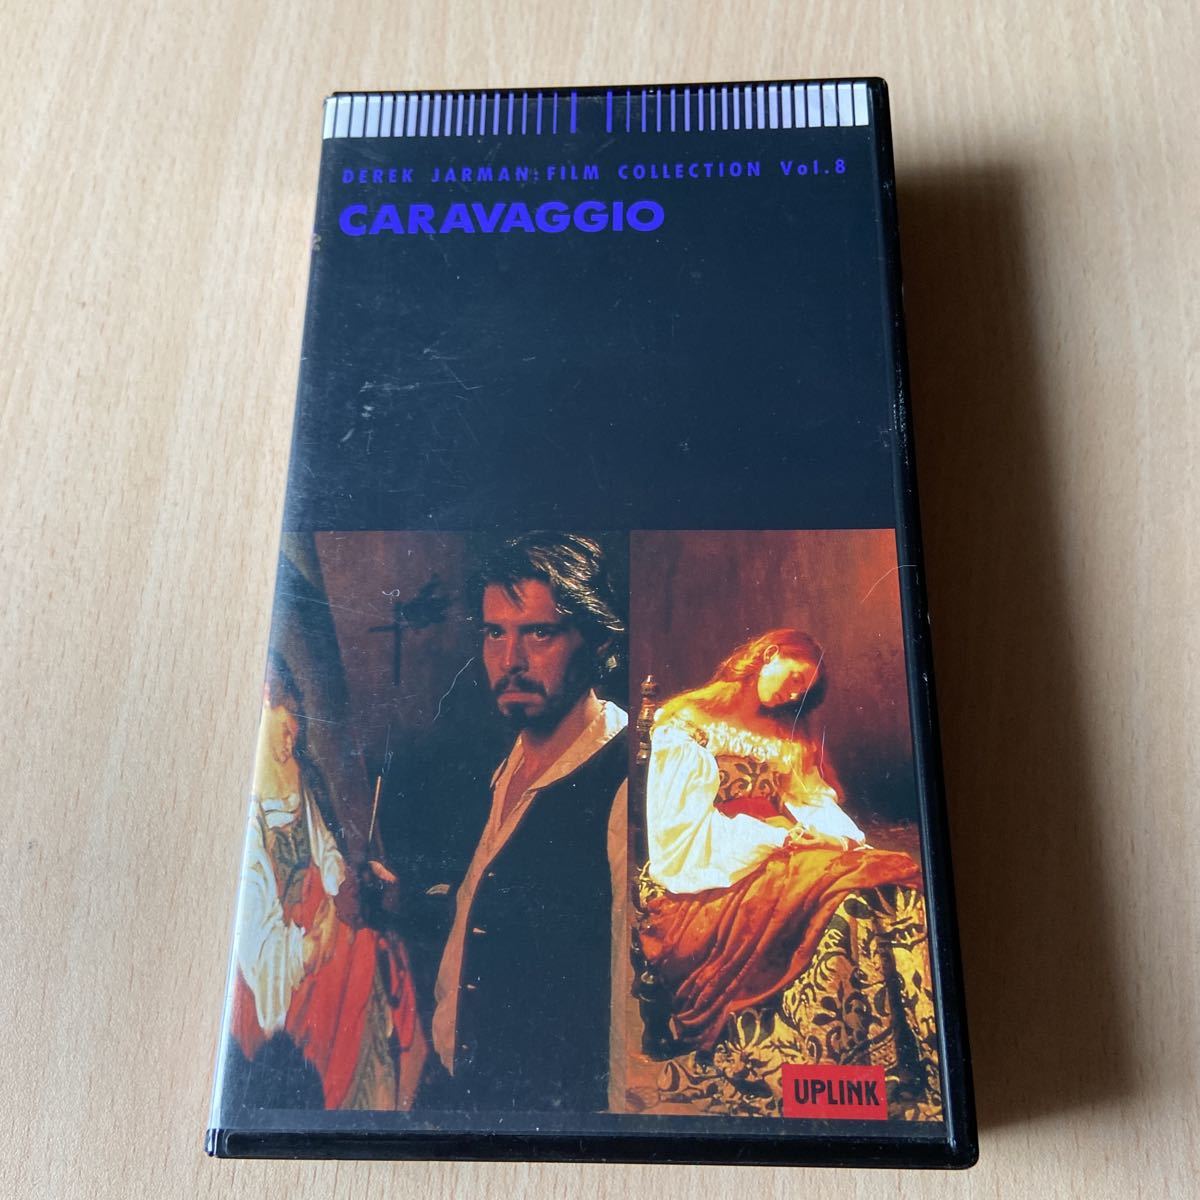 DEREK JARMAN: FILM COLLECTION Vol.8
CARAVAGGIO
UPLINK